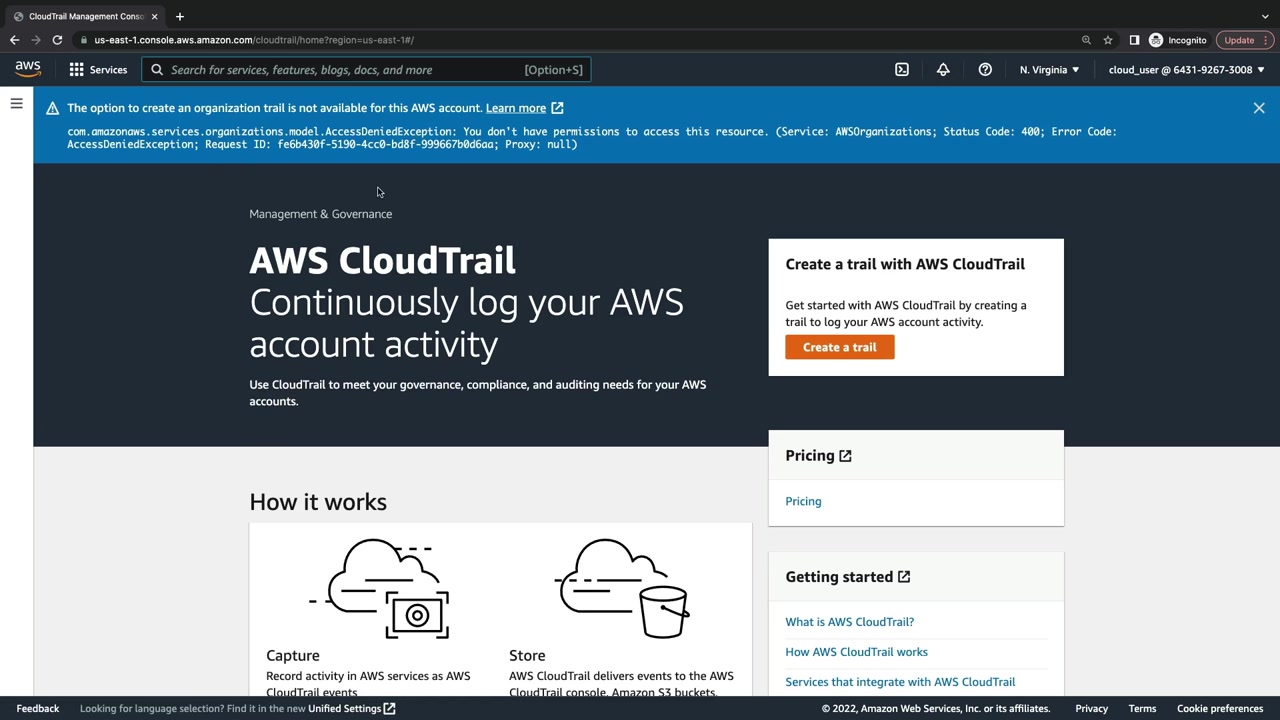 CloudTrail Management Conso
us-east-1.console.aws.amazon.com/cloudtrail/home?region=us-east-1#/
Incognito
Update
aws
Services
Search for services, features, blogs, docs, and more
[Option+S]
N. Virginia
cloud_user @ 6431-9267-3008
The option to create an organization trail is not available for this AWS account. Learn more
com.amazonaws.services.organizations.model.AccessDeniedException: You don't have permissions to access this resource. (Service: AWSOrganizations; Status Code: 400; Error Code:
AccessDeniedException; Request ID: fe6b430f-5190-4cc0-bd8f-999667b0d6aa; Proxy: null)
Management & Governance
AWS CloudTrail
Continuously log your AWS
account activity
Use CloudTrail to meet your governance, compliance, and auditing needs for your AWS
accounts.
Create a trail with AWS CloudTrail
Get started with AWS CloudTrail by creating a
trail to log your AWS account activity.
Create a trail
Pricing
Pricing
How it works
Capture
Record activity in AWS services as AWS
CloudTrail events
Store
AWS CloudTrail delivers events to the AWS
CloudTrail console, Amazon S3 buckets,
Getting started
What is AWS CloudTrail?
How AWS CloudTrail works
Services that integrate with AWS CloudTrail
Feedback
Looking for language selection? Find it in the new Unified Settings
© 2022, Amazon Web Services, Inc. or its affiliates.
Privacy
Terms
Cookie preferences